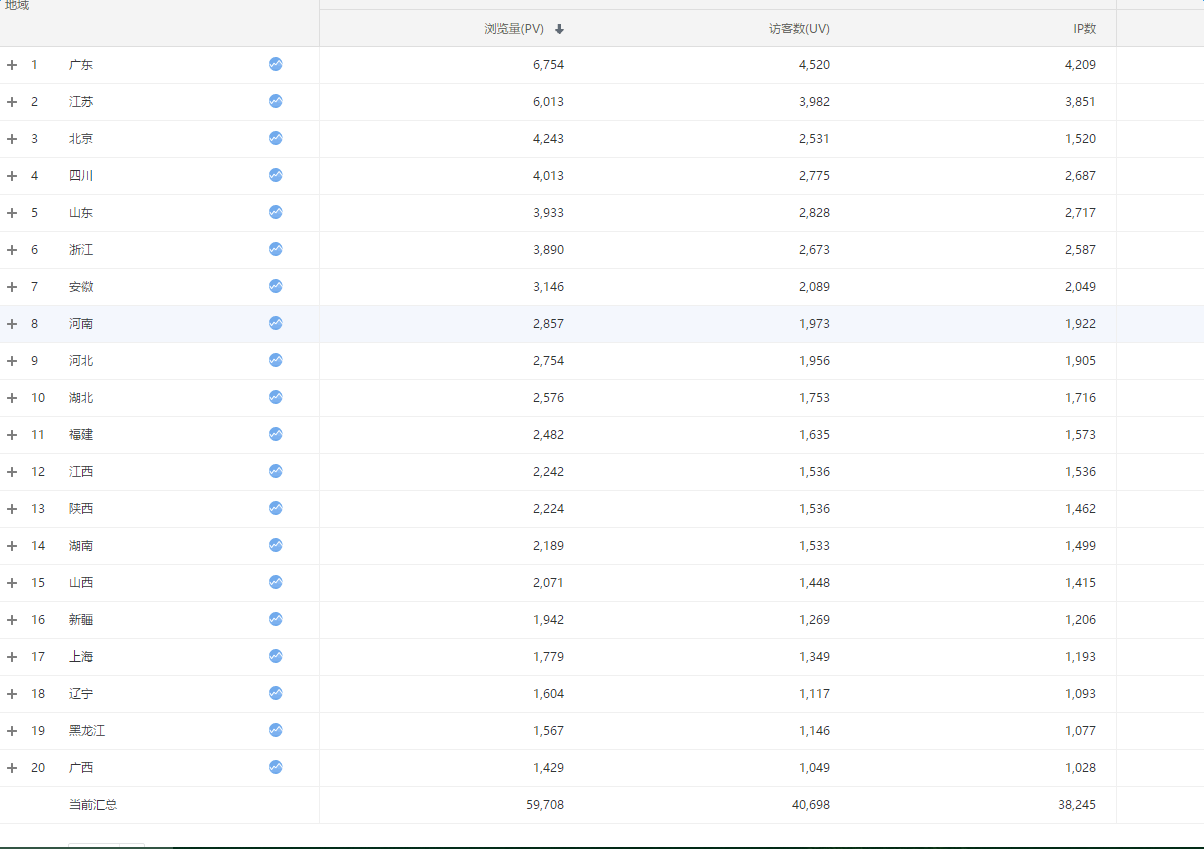 地域
浏览量(PV) 访客数(UV) IP数
1 广东 6,754 4,520 4,209
2 江苏 6,013 3,982 3,851
3 北京 4,243 2,531 1,520
4 四川 4,013 2,775 2,687
5 山东 3,933 2,828 2,717
6 浙江 3,890 2,673 2,587
7 安徽 3,146 2,089 2,049
8 河南 2,857 1,973 1,922
9 河北 2,754 1,956 1,905
10 湖北 2,576 1,753 1,716
11 福建 2,482 1,635 1,573
12 江西 2,242 1,536 1,536
13 陕西 2,224 1,536 1,462
14 湖南 2,189 1,533 1,499
15 山西 2,071 1,448 1,415
16 新疆 1,942 1,269 1,206
17 上海 1,779 1,349 1,193
18 辽宁 1,604 1,117 1,093
19 黑龙江 1,567 1,146 1,077
20 广西 1,429 1,049 1,028
当前汇总 59,708 40,698 38,245